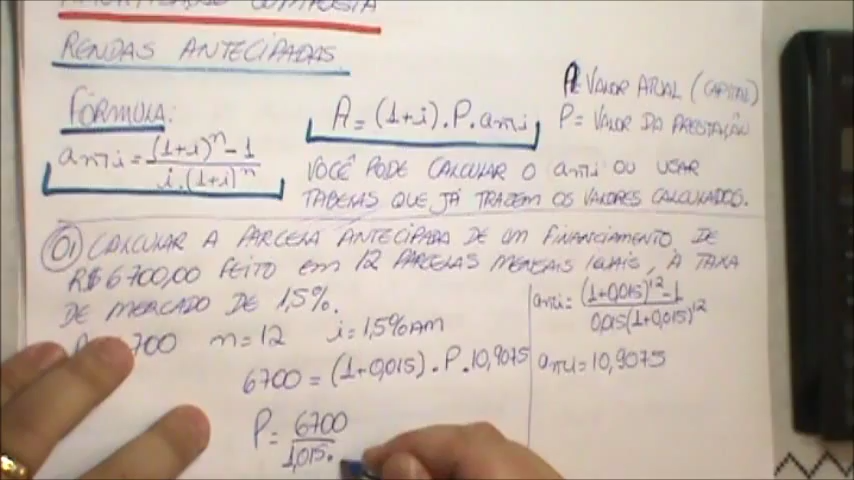 COMPOSTA
RENDAS ANTECIPADAS
FÓRMULA:
an¬i = (1+i)^n - 1 / i.(1+i)^n
A = (1+i).P.an¬i
A = VALOR ATUAL (CAPITAL)
P = VALOR DA PRESTAÇÃO
VOCÊ PODE CALCULAR O an¬i OU USAR
TABELAS QUE JÁ TRAZEM OS VALORES CALCULADOS.
01 CALCULAR A PARCELA ANTECIPADA DE UM FINANCIAMENTO DE
R$ 6700,00 FEITO EM 12 PARCELAS MENSAIS IGUAIS, À TAXA
DE MERCADO DE 1,5%.
700 n=12 i=1,5% AM
6700 = (1+0,015).P.10,9075
P = 6700 / 1,015.
an¬i = (1+0,015)^12 - 1 / 0,015(1+0,015)^12
an¬i = 10,9075